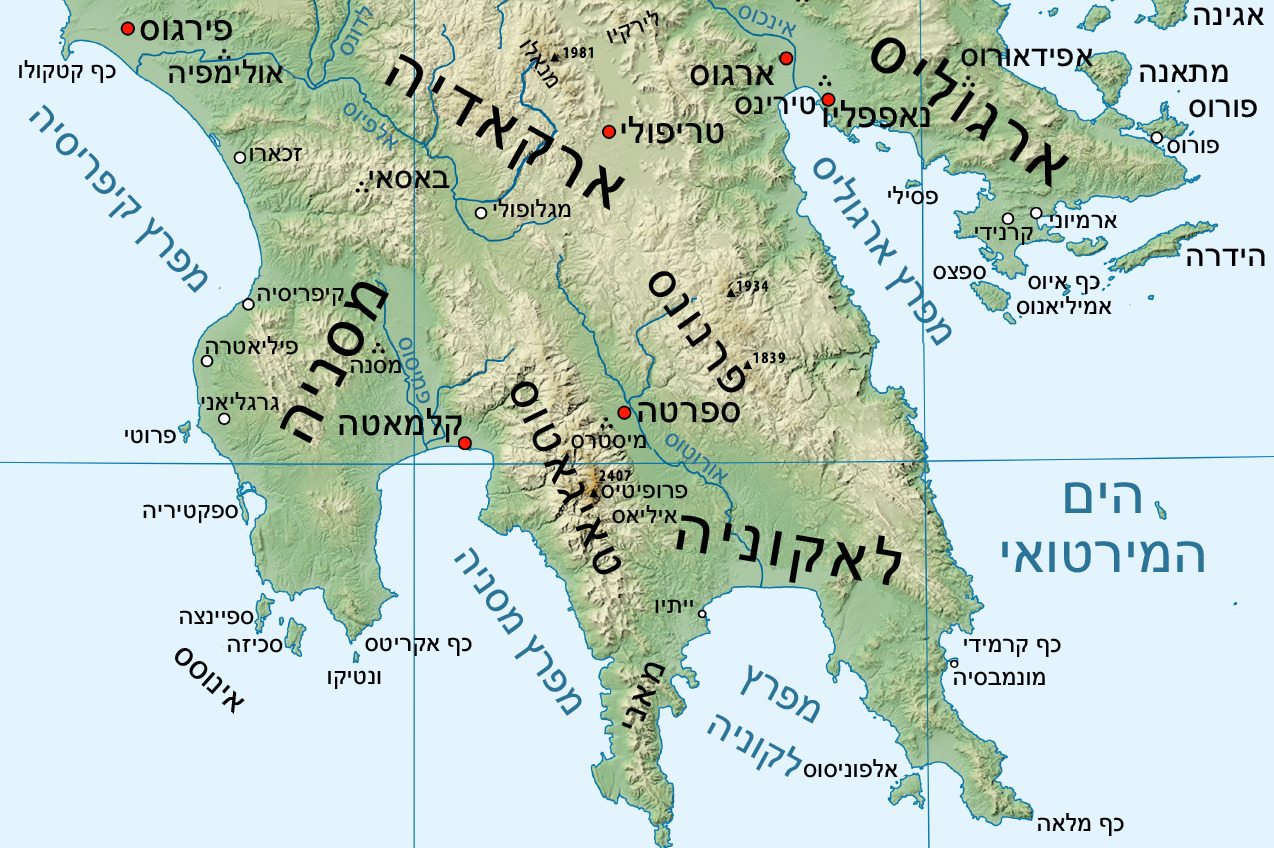 אגינה
פירגוס
לדונוס
לירקיו
אינכוס
ארגוליס
אפידאורוס
מתאנה
כף קטקולו
אולימפיה
מנאלו
1981
ארגוס
טירינס
נאפפליו
פורוס
פורוס
ארקאדיה
טריפולי
אלפיוס
מפרץ קיפריסיה
זכארו
באסאי
מגלופולי
מפרץ ארגוליס
פסילי
קרנידי
ארמיוני
הידרה
ספצס
כף איוס
אמיליאנוס
קיפריסיה
מסניה
פרנונס
1934
1839
פיליאטרה
מסנה
פמיסוס
גרגליאני
קלמאטה
ספרטה
מיסטרס
אורוטוס
טאיגאטוס
פרוטי
2407
פרופיטיס
איליאס
ספקטיריה
לאקוניה
הים
המירטואי
מפרץ מסניה
ייתיו
ספיינצה
סכיזה
כף אקריטס
ונטיקו
אינוסס
מאני
כף קרמידי
מונמבסיה
מפרץ
לקוניה
אלפוניסוס
כף מלאה